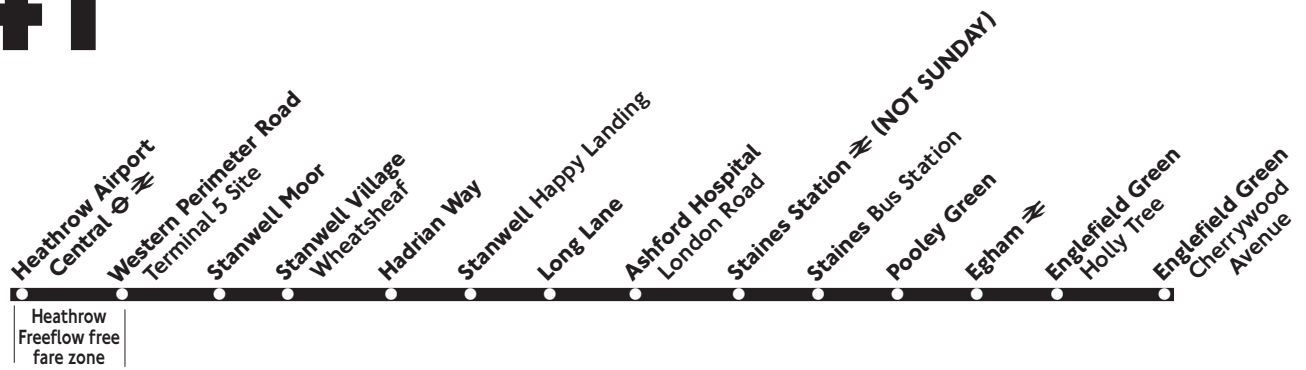 Heathrow Airport
Central
Western Perimeter Road
Terminal 5 Site
Stanwell Moor
Stanwell Village
Wheatsheaf
Hadrian Way
Stanwell Happy Landing
Long Lane
Ashford Hospital
London Road
Staines Station (NOT SUNDAY)
Staines Bus Station
Pooley Green
Egham
Englefield Green
Holly Tree
Englefield Green
Cherrywood
Avenue
Heathrow
Freeflow free
fare zone